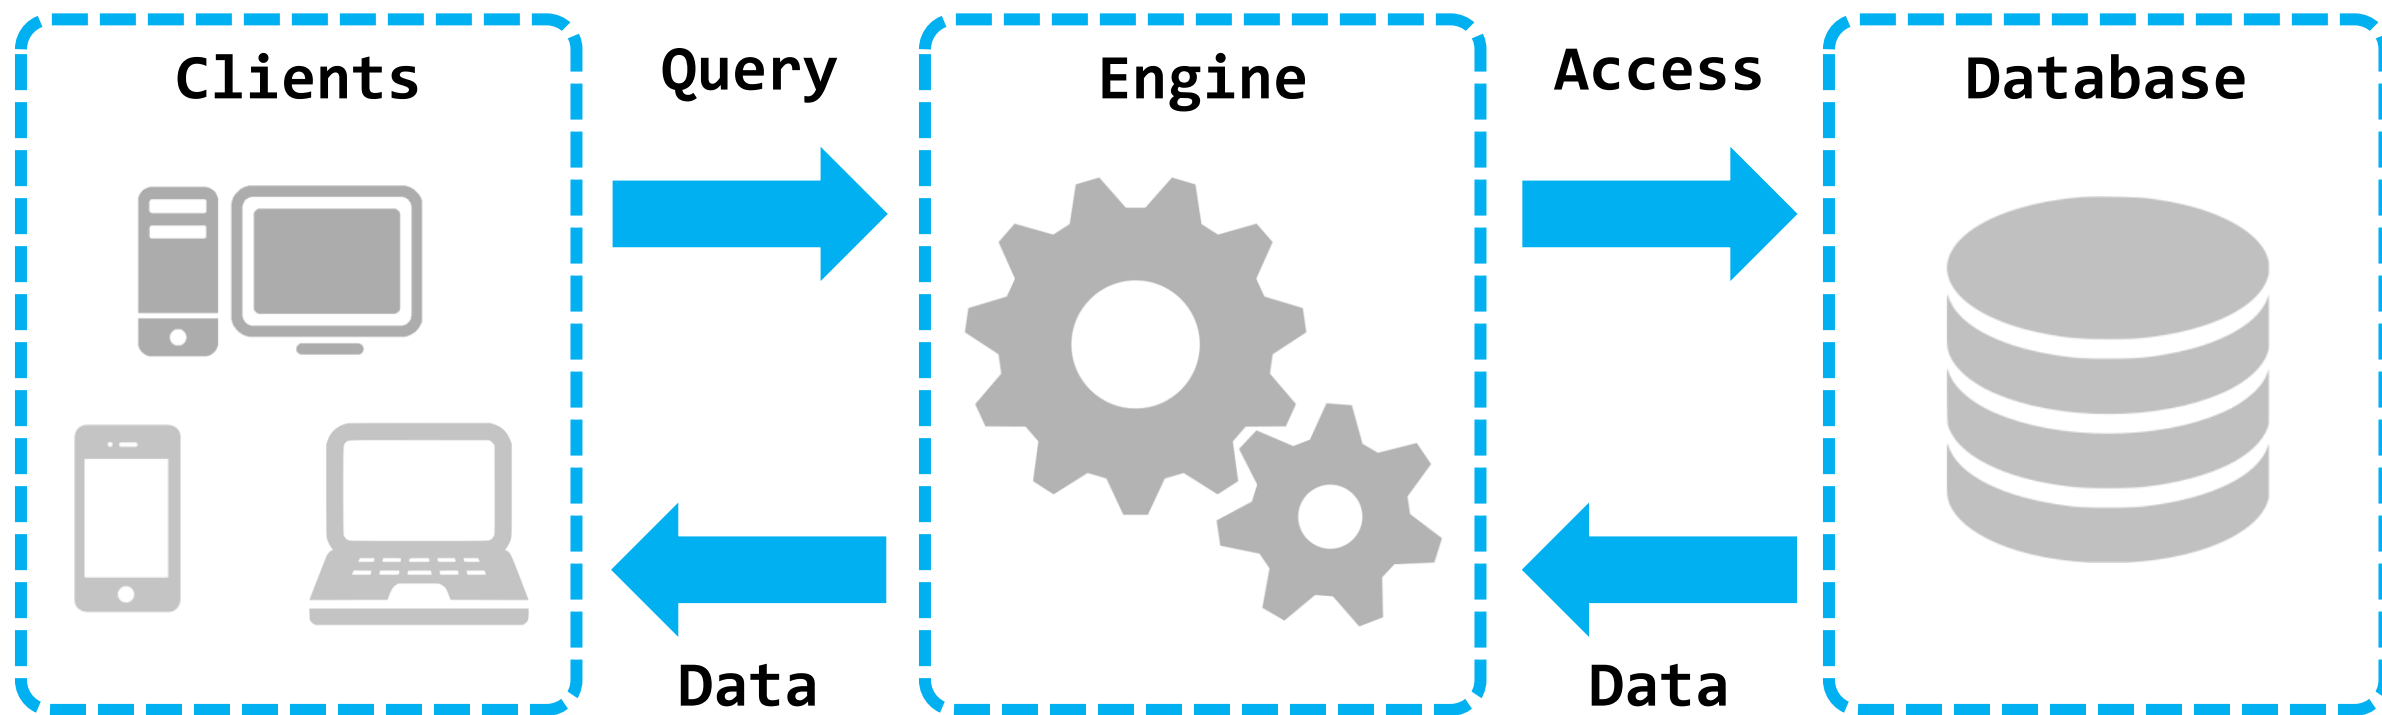 Clients
Query
Engine
Access
Database
Data
Data